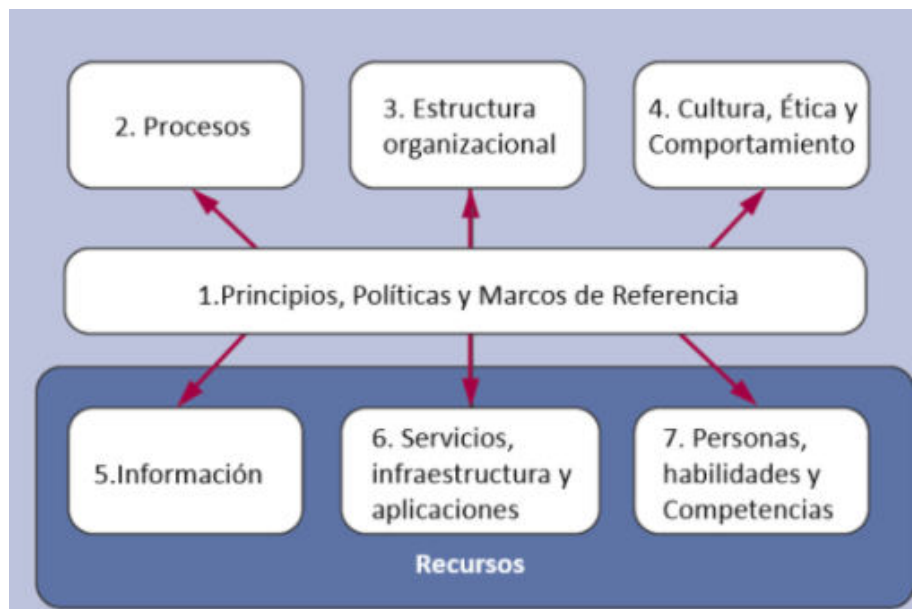 2. Procesos
3. Estructura
organizacional
4. Cultura, Ética y
Comportamiento
1.Principios, Políticas y Marcos de Referencia
5.Información
6. Servicios,
infraestructura y
aplicaciones
7. Personas,
habilidades y
Competencias
Recursos